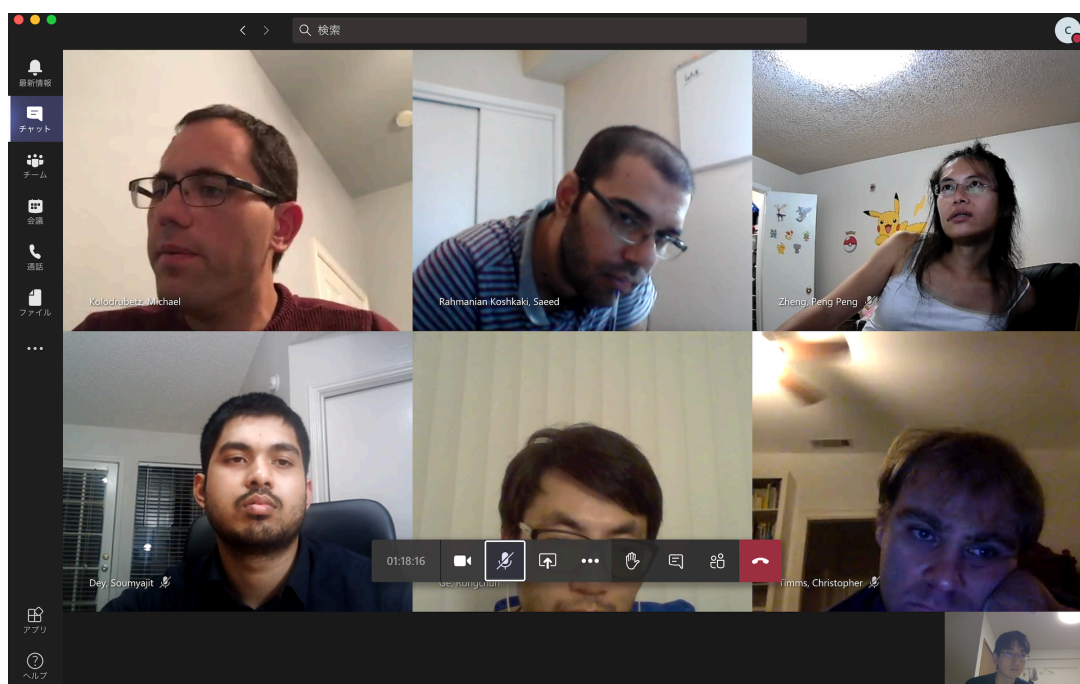 検索
C
最新情報
チャット
チーム
会議
通話
ファイル
Kolodrubetz, Michael
Rahmanian Koshkaki, Saeed
Zheng, Peng Peng
Dey, Soumyajit
01:18:16
Ge, Rongchun
Timms, Christopher
アプリ
ヘルプ